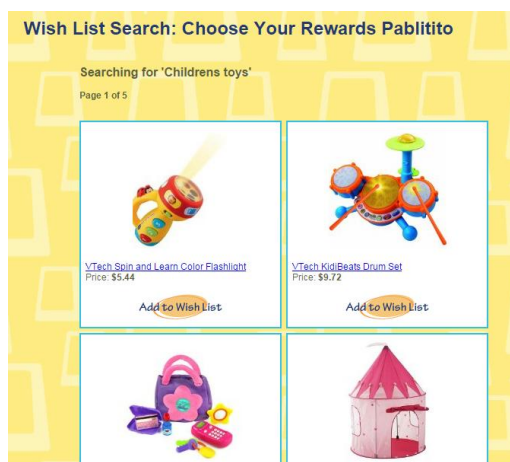 Wish List Search: Choose Your Rewards Pablitito
Searching for 'Childrens toys'
Page 1 of 5
VTech Spin and Learn Color Flashlight
Price: $5.44
Add to Wish List
VTech KidiBeats Drum Set
Price: $9.72
Add to Wish List